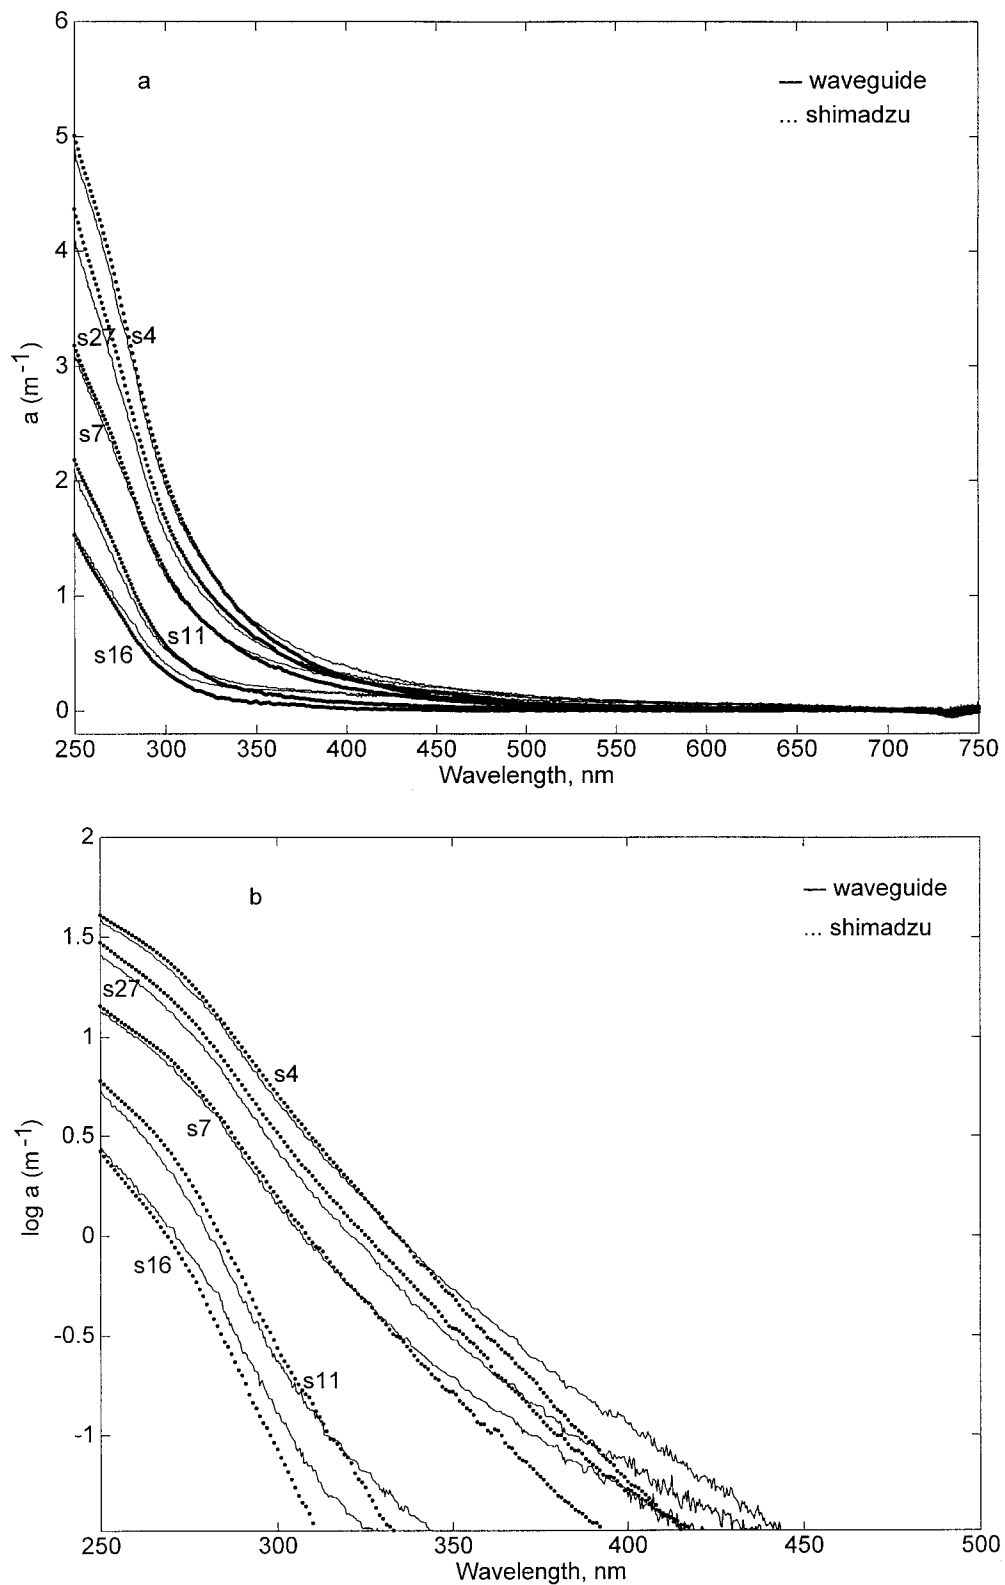 6
a
— waveguide
... shimadzu
5
4
s27 s4
3
a (m-1)
s7
2
1
s11
s16
0
250 300 350 400 450 500 550 600 650 700 750
Wavelength, nm
2
b
— waveguide
... shimadzu
1.5
s27
1
s4
s7
0.5
log a (m-1)
0
s16
-0.5
s11
-1
250 300 350 400 450 500
Wavelength, nm